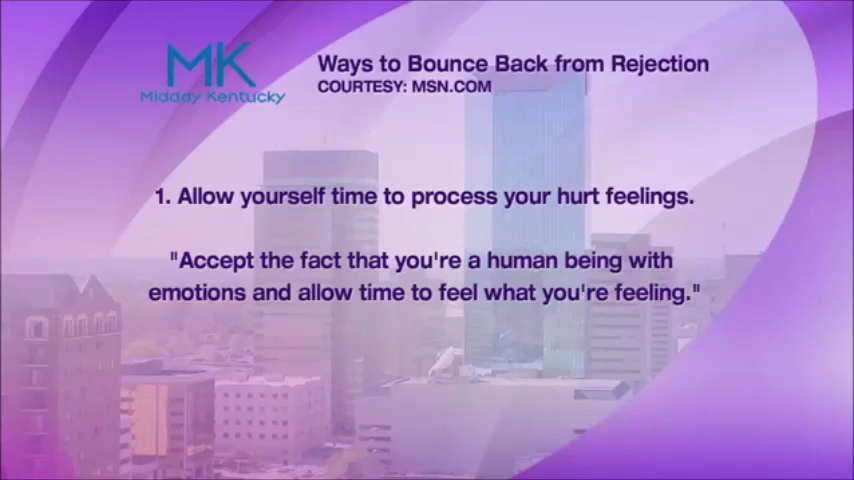 MK
Midday Kentucky
Ways to Bounce Back from Rejection
COURTESY: MSN.COM
1. Allow yourself time to process your hurt feelings.
"Accept the fact that you're a human being with
emotions and allow time to feel what you're feeling."